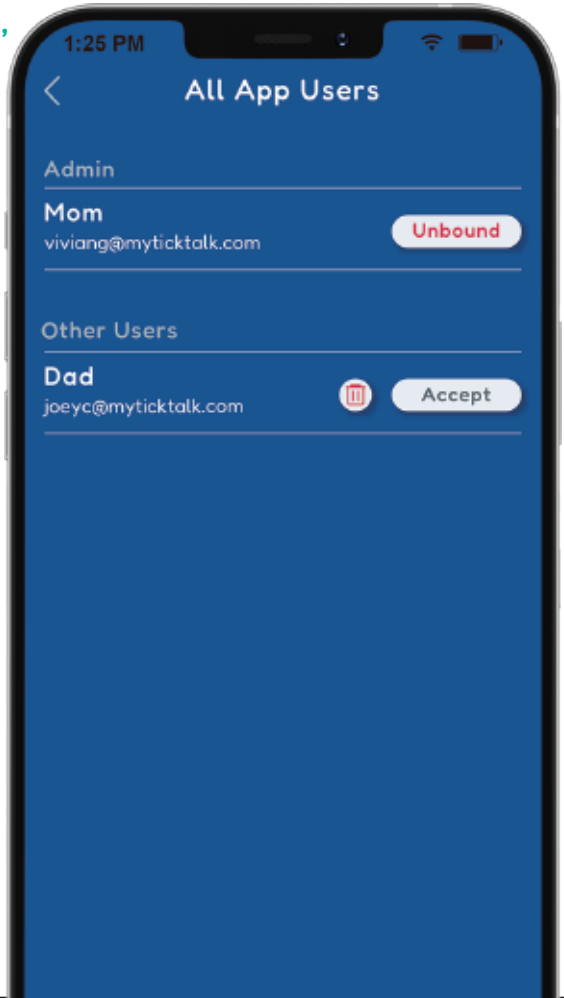 ,
1:25 PM
All App Users
Admin
Mom
viviang@myticktalk.com
Unbound
Other Users
Dad
joeyc@myticktalk.com
Accept